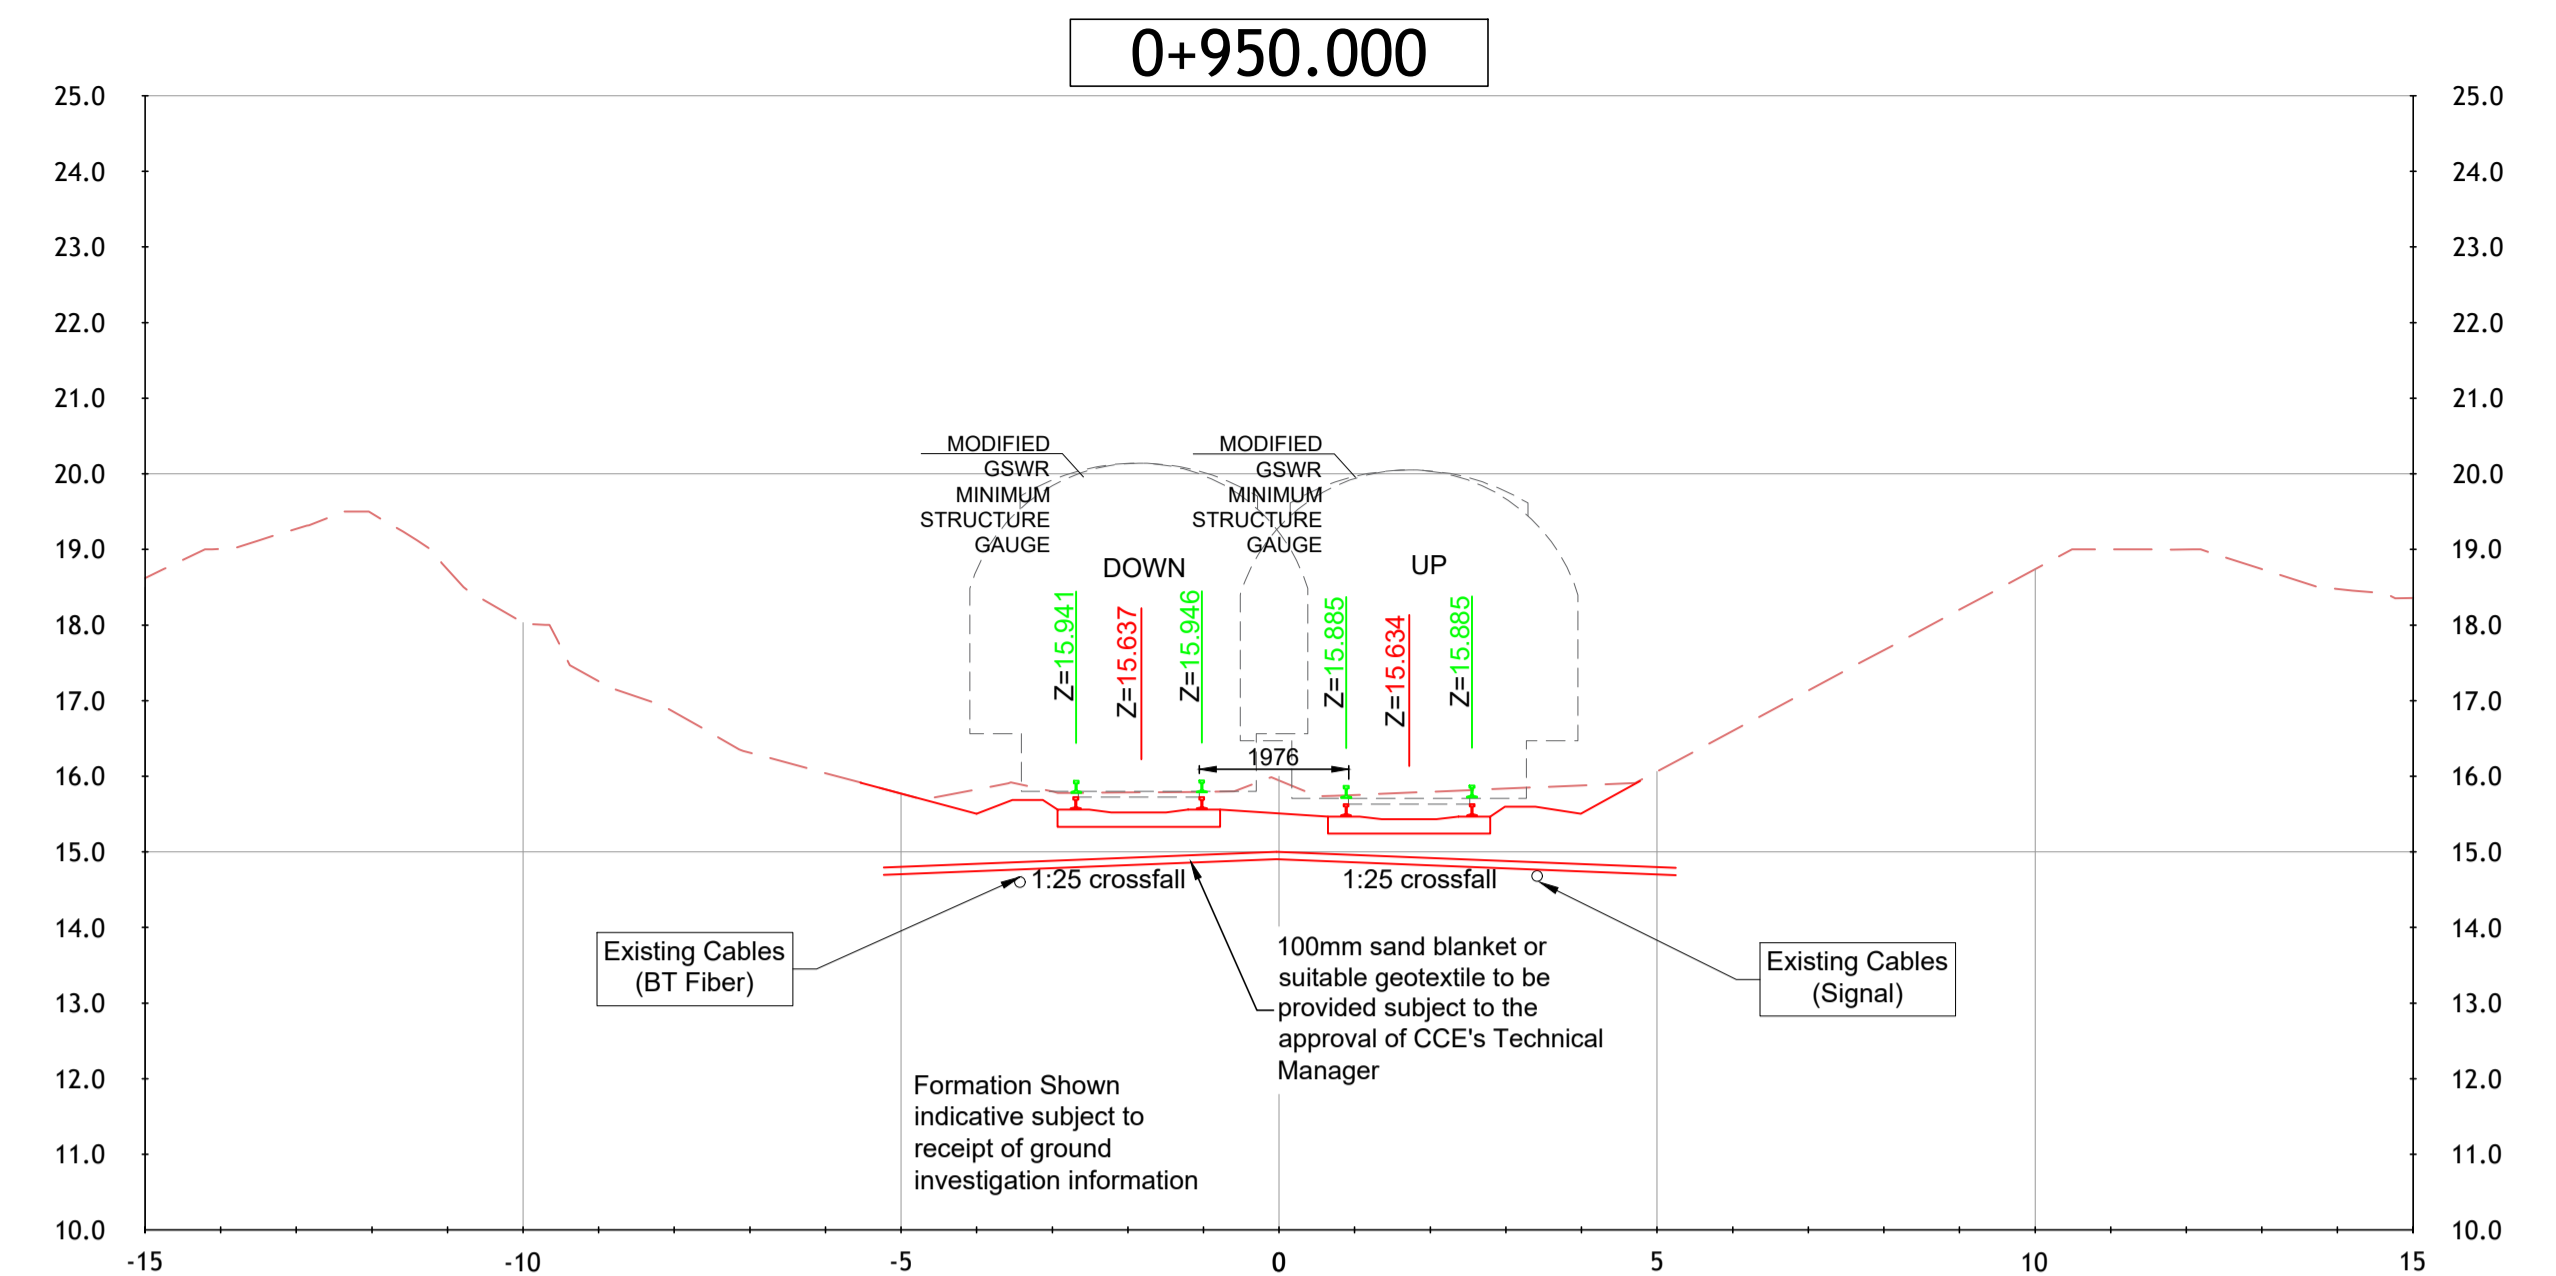 0+950.000
25.0
25.0
24.0
24.0
23.0
23.0
22.0
22.0
21.0
21.0
20.0
20.0
19.0
19.0
18.0
18.0
17.0
17.0
16.0
16.0
15.0
15.0
14.0
14.0
13.0
13.0
12.0
12.0
11.0
11.0
10.0
10.0
MODIFIED
GSWR
MINIMUM
STRUCTURE
GAUGE
MODIFIED
GSWR
MINIMUM
STRUCTURE
GAUGE
DOWN
UP
Z=15.941
Z=15.637
Z=15.946
Z=15.885
Z=15.634
Z=15.885
1976
1:25 crossfall
1:25 crossfall
Existing Cables
(BT Fiber)
Existing Cables
(Signal)
100mm sand blanket or
suitable geotextile to be
provided subject to the
approval of CCE's Technical
Manager
Formation Shown
indicative subject to
receipt of ground
investigation information
-15
-10
-5
0
5
10
15